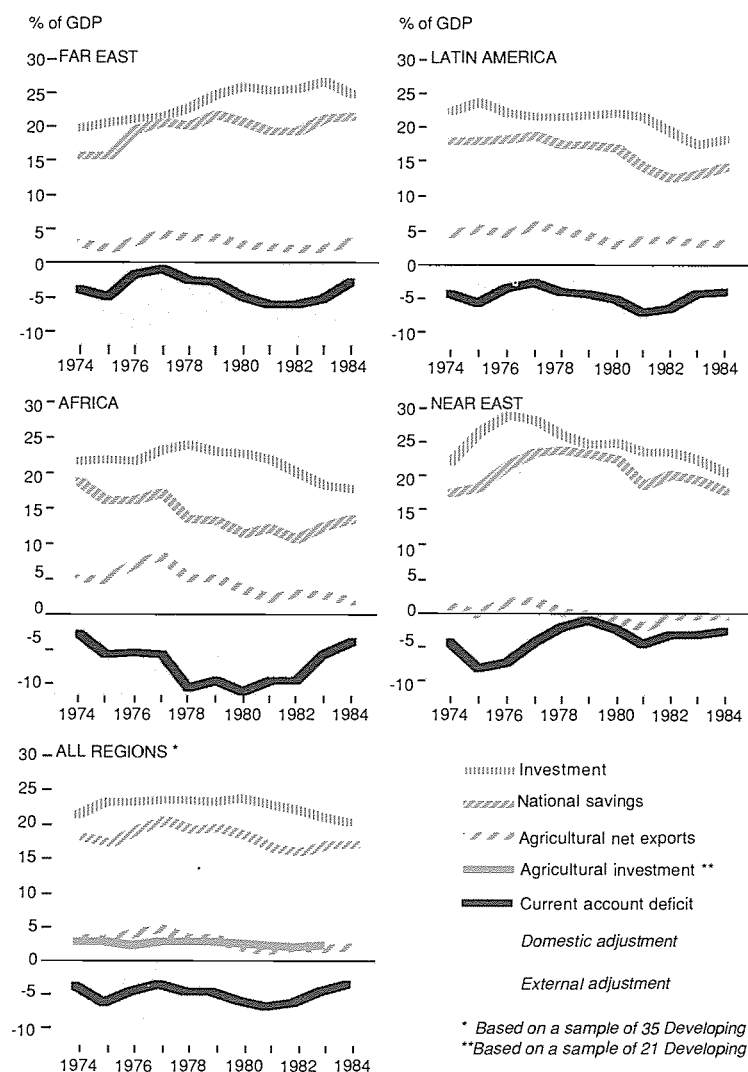 % of GDP
% of GDP
30
FAR EAST
25
20
15
10
5
0
-5
-10
1974 1976 1978 1980 1982 1984
30
LATIN AMERICA
25
20
15
10
5
0
-5
-10
1974 1976 1978 1980 1982 1984
30
AFRICA
25
20
15
10
5
0
-5
-10
1974 1976 1978 1980 1982 1984
30
NEAR EAST
25
20
15
10
5
0
-5
-10
1974 1976 1978 1980 1982 1984
30
ALL REGIONS *
25
20
15
10
5
0
-5
-10
1974 1976 1978 1980 1982 1984
Investment
National savings
Agricultural net exports
Agricultural investment **
Current account deficit
Domestic adjustment
External adjustment
* Based on a sample of 35 Developing
**Based on a sample of 21 Developing